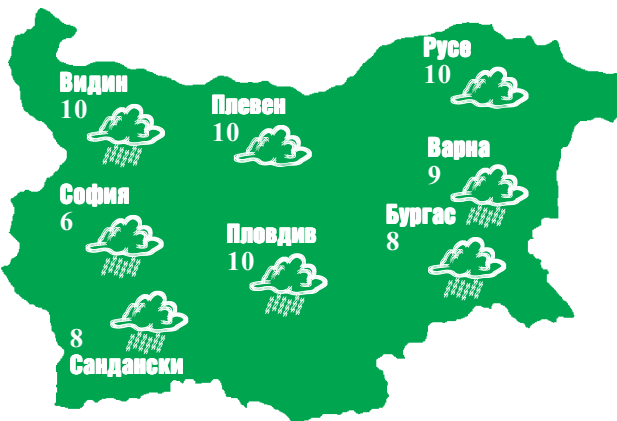 Русе
10
Видин
10
Плевен
10
Варна
9
София
6
Бургас
8
Пловдив
10
8
Сандански